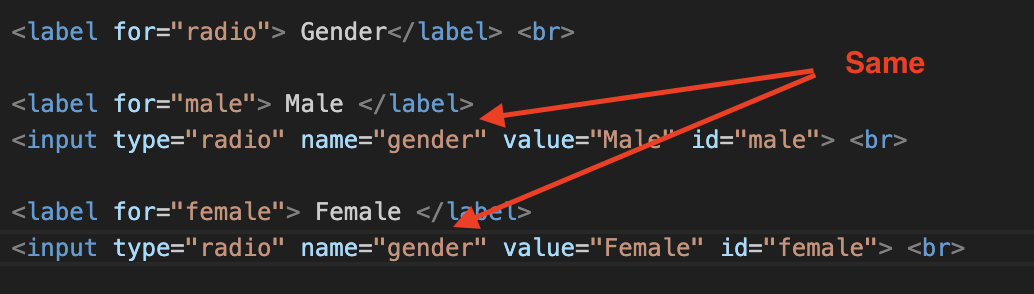 <label for="radio"> Gender</label> <br>
Same
<label for="male"> Male </label>
<input type="radio" name="gender" value="Male" id="male"> <br>
<label for="female"> Female </label>
<input type="radio" name="gender" value="Female" id="female"> <br>